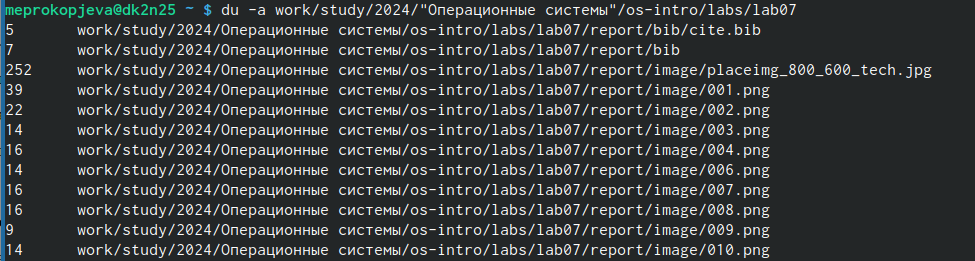 meprokopjeva@dk2n25 ~ $ du -a work/study/2024/"Операционные системы"/os-intro/labs/lab07
5 work/study/2024/Операционные системы/os-intro/labs/lab07/report/bib/cite.bib
7 work/study/2024/Операционные системы/os-intro/labs/lab07/report/bib
252 work/study/2024/Операционные системы/os-intro/labs/lab07/report/image/placeimg_800_600_tech.jpg
39 work/study/2024/Операционные системы/os-intro/labs/lab07/report/image/001.png
22 work/study/2024/Операционные системы/os-intro/labs/lab07/report/image/002.png
14 work/study/2024/Операционные системы/os-intro/labs/lab07/report/image/003.png
16 work/study/2024/Операционные системы/os-intro/labs/lab07/report/image/004.png
14 work/study/2024/Операционные системы/os-intro/labs/lab07/report/image/006.png
16 work/study/2024/Операционные системы/os-intro/labs/lab07/report/image/007.png
16 work/study/2024/Операционные системы/os-intro/labs/lab07/report/image/008.png
9 work/study/2024/Операционные системы/os-intro/labs/lab07/report/image/009.png
14 work/study/2024/Операционные системы/os-intro/labs/lab07/report/image/010.png